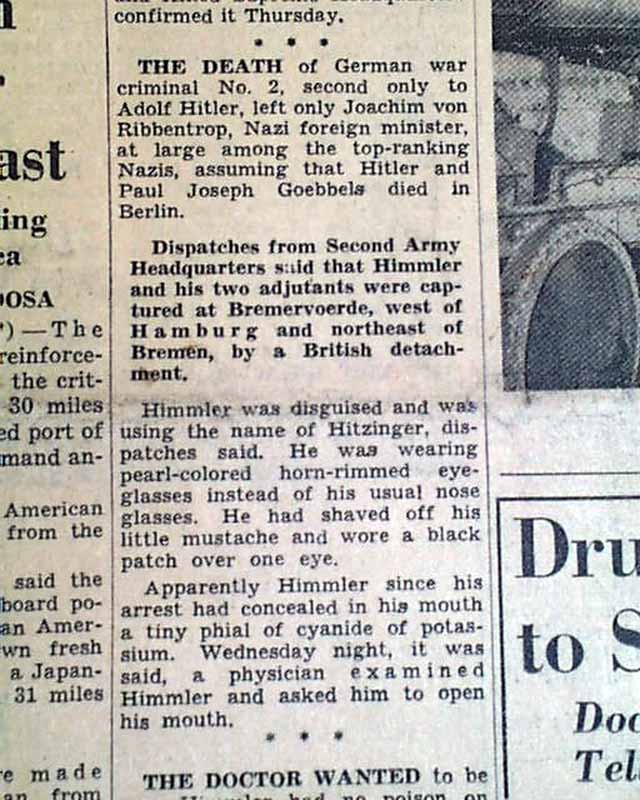 n
r
ast
ing
ea
OSA
")—The
reinforce-
the crit-
30 miles
ed port of
mand an-
American
from the
said the
board po-
an Amer-
wn fresh
a Japan-
31 miles
re made
an from
confirmed it Thursday.
* * *
THE DEATH of German war
criminal No. 2, second only to
Adolf Hitler, left only Joachim von
Ribbentrop, Nazi foreign minister,
at large among the top-ranking
Nazis, assuming that Hitler and
Paul Joseph Goebbels died in
Berlin.
Dispatches from Second Army
Headquarters said that Himmler
and his two adjutants were cap-
tured at Bremervoerde, west of
Hamburg and northeast of
Bremen, by a British detach-
ment.
Himmler was disguised and was
using the name of Hitzinger, dis-
patches said. He was wearing
pearl-colored horn-rimmed eye-
glasses instead of his usual nose
glasses. He had shaved off his
little mustache and wore a black
patch over one eye.
Apparently Himmler since his
arrest had concealed in his mouth
a tiny phial of cyanide of potas-
sium. Wednesday night, it was
said, a physician examined
Himmler and asked him to open
his mouth.
* * *
THE DOCTOR WANTED to be
Himmler had no poison on
Dru
to S
Doc
Tell